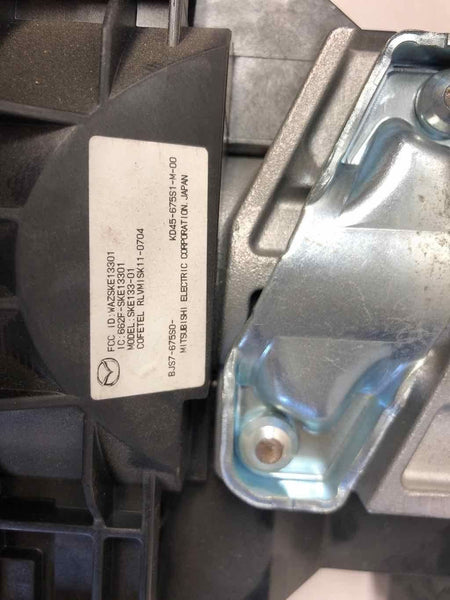 FCC ID:WAZSKE13301
IC:662F-SKE13301
MODEL:SKE133-01
COFETEL RLVMISK11-0704
BJS7-675S0-
KD45-675S1-M-00
MITSUBISHI ELECTRIC CORPORATION JAPAN